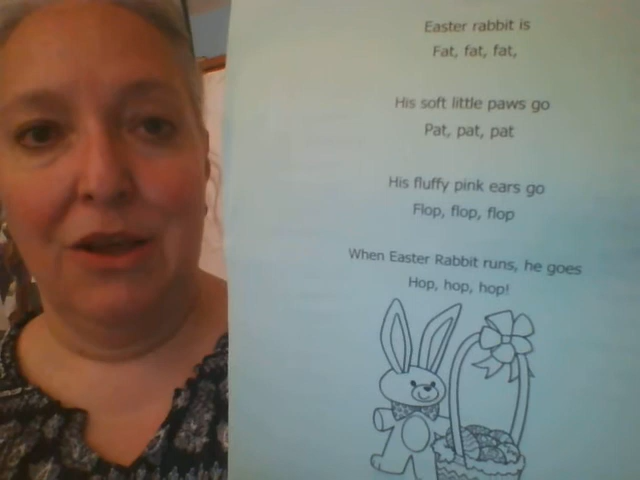 Easter rabbit is
Fat, fat, fat,
His soft little paws go
Pat, pat, pat
His fluffy pink ears go
Flop, flop, flop
When Easter Rabbit runs, he goes
Hop, hop, hop!